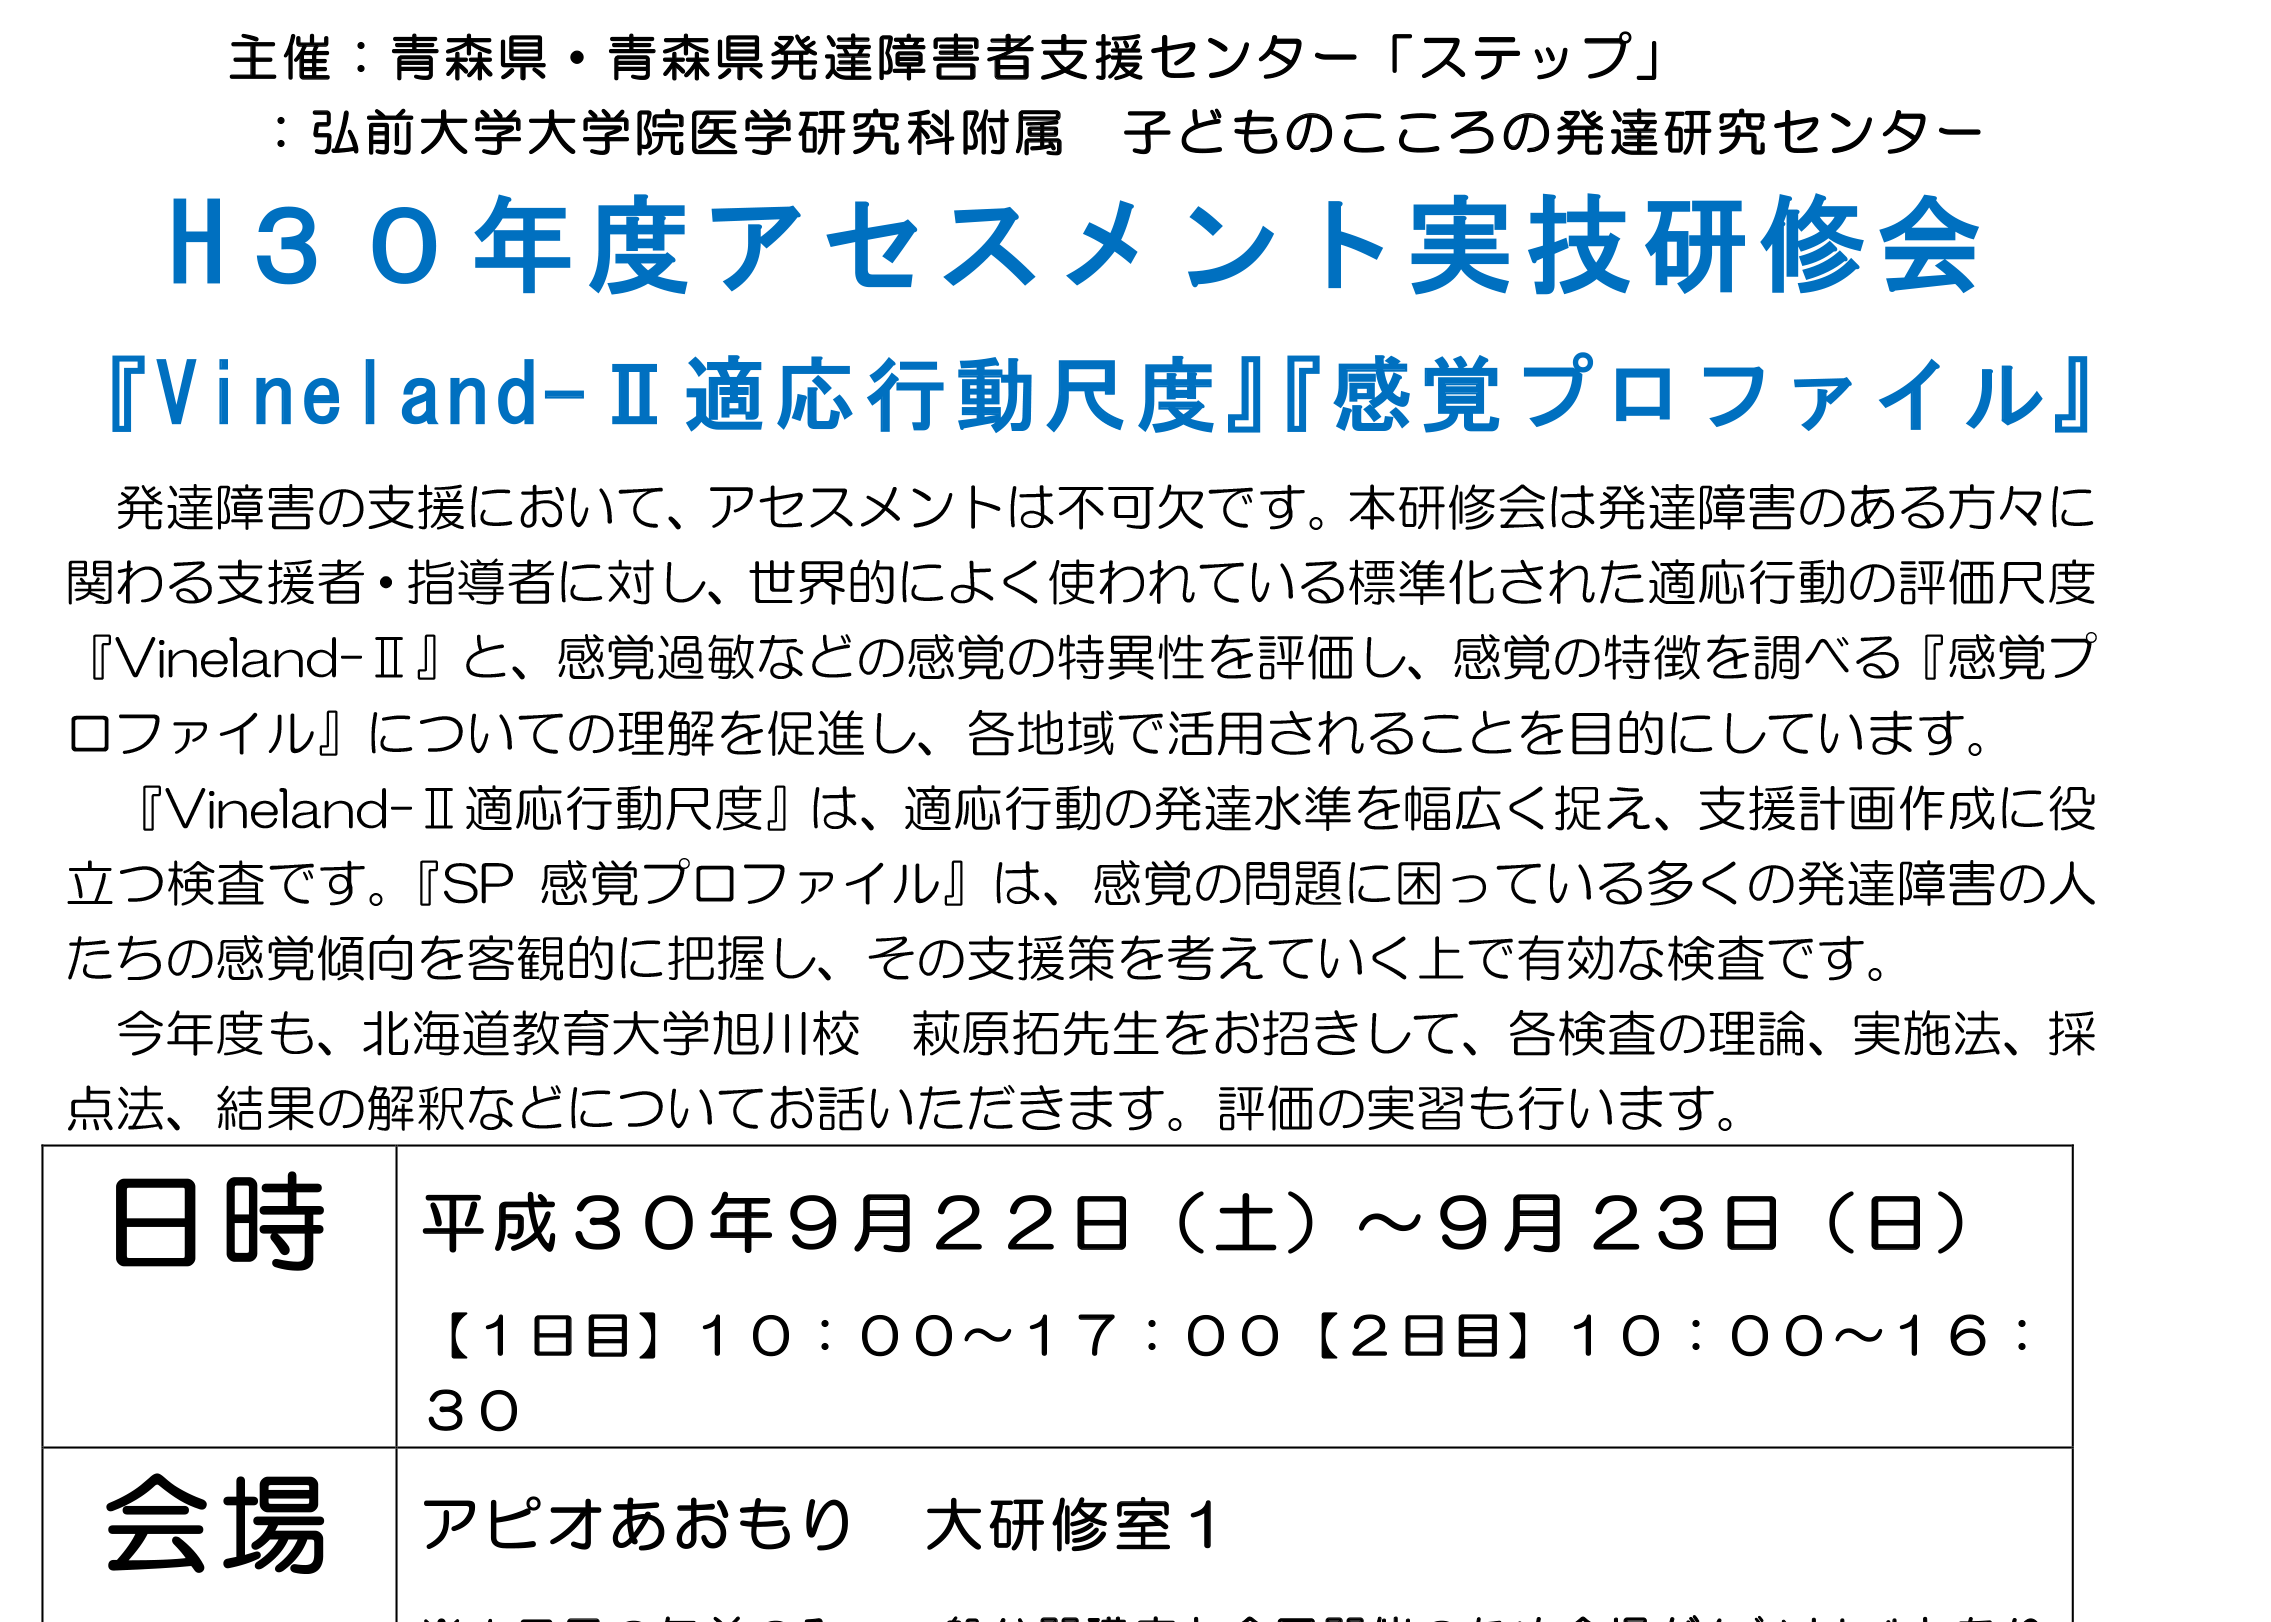 主催：青森県・青森県発達障害者支援センター「ステップ」
：弘前大学大学院医学研究科附属　子どものこころの発達研究センター
Ｈ３０年度アセスメント実技研修会
『Vineland-Ⅱ適応行動尺度』『感覚プロファイル』
発達障害の支援において、アセスメントは不可欠です。本研修会は発達障害のある方々に
関わる支援者・指導者に対し、世界的によく使われている標準化された適応行動の評価尺度
『Vineland-Ⅱ』と、感覚過敏などの感覚の特異性を評価し、感覚の特徴を調べる『感覚プ
ロファイル』についての理解を促進し、各地域で活用されることを目的にしています。
『Vineland-Ⅱ適応行動尺度』は、適応行動の発達水準を幅広く捉え、支援計画作成に役
立つ検査です。『SP 感覚プロファイル』は、感覚の問題に困っている多くの発達障害の人
たちの感覚傾向を客観的に把握し、その支援策を考えていく上で有効な検査です。
今年度も、北海道教育大学旭川校　萩原拓先生をお招きして、各検査の理論、実施法、採
点法、結果の解釈などについてお話いただきます。評価の実習も行います。
日時
平成３０年９月２２日（土）～９月２３日（日）
【１日目】１０：００～１７：００【２日目】１０：００～１６：
３０
会場
アピオあおもり　大研修室１